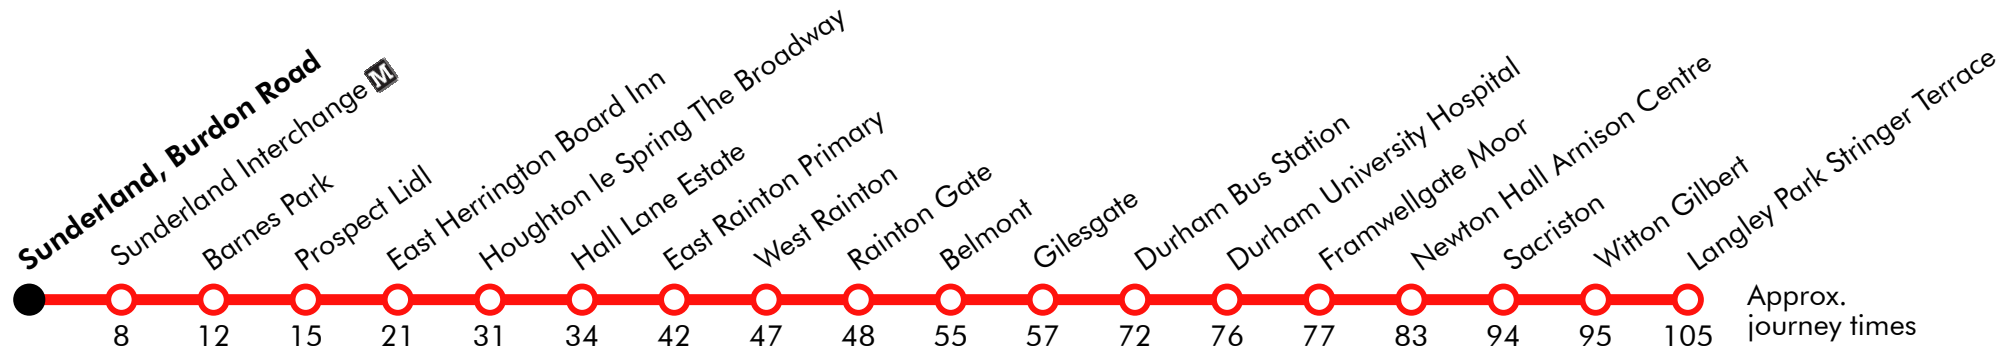 Sunderland, Burdon Road
Sunderland Interchange M
Barnes Park
Prospect Lidl
East Herrington Board Inn
Houghton le Spring The Broadway
Hall Lane Estate
East Rainton Primary
West Rainton
Rainton Gate
Belmont
Gilesgate
Durham Bus Station
Durham University Hospital
Framwellgate Moor
Newton Hall Arnison Centre
Sacriston
Witton Gilbert
Langley Park Stringer Terrace
8 12 15 21 31 34 42 47 48 55 57 72 76 77 83 94 95 105
Approx.
journey times